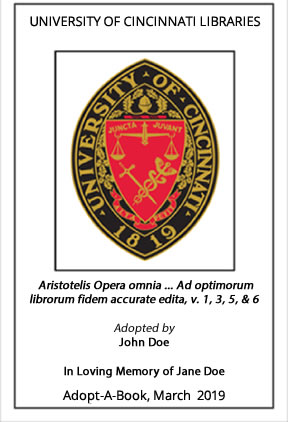 UNIVERSITY OF CINCINNATI LIBRARIES
UNIVERSITY OF CINCINNATI
JUNCTA JUVANT
1819
Aristotelis Opera omnia ... Ad optimorum
librorum fidem accurate edita, v. 1, 3, 5, & 6
Adopted by
John Doe
In Loving Memory of Jane Doe
Adopt-A-Book, March 2019